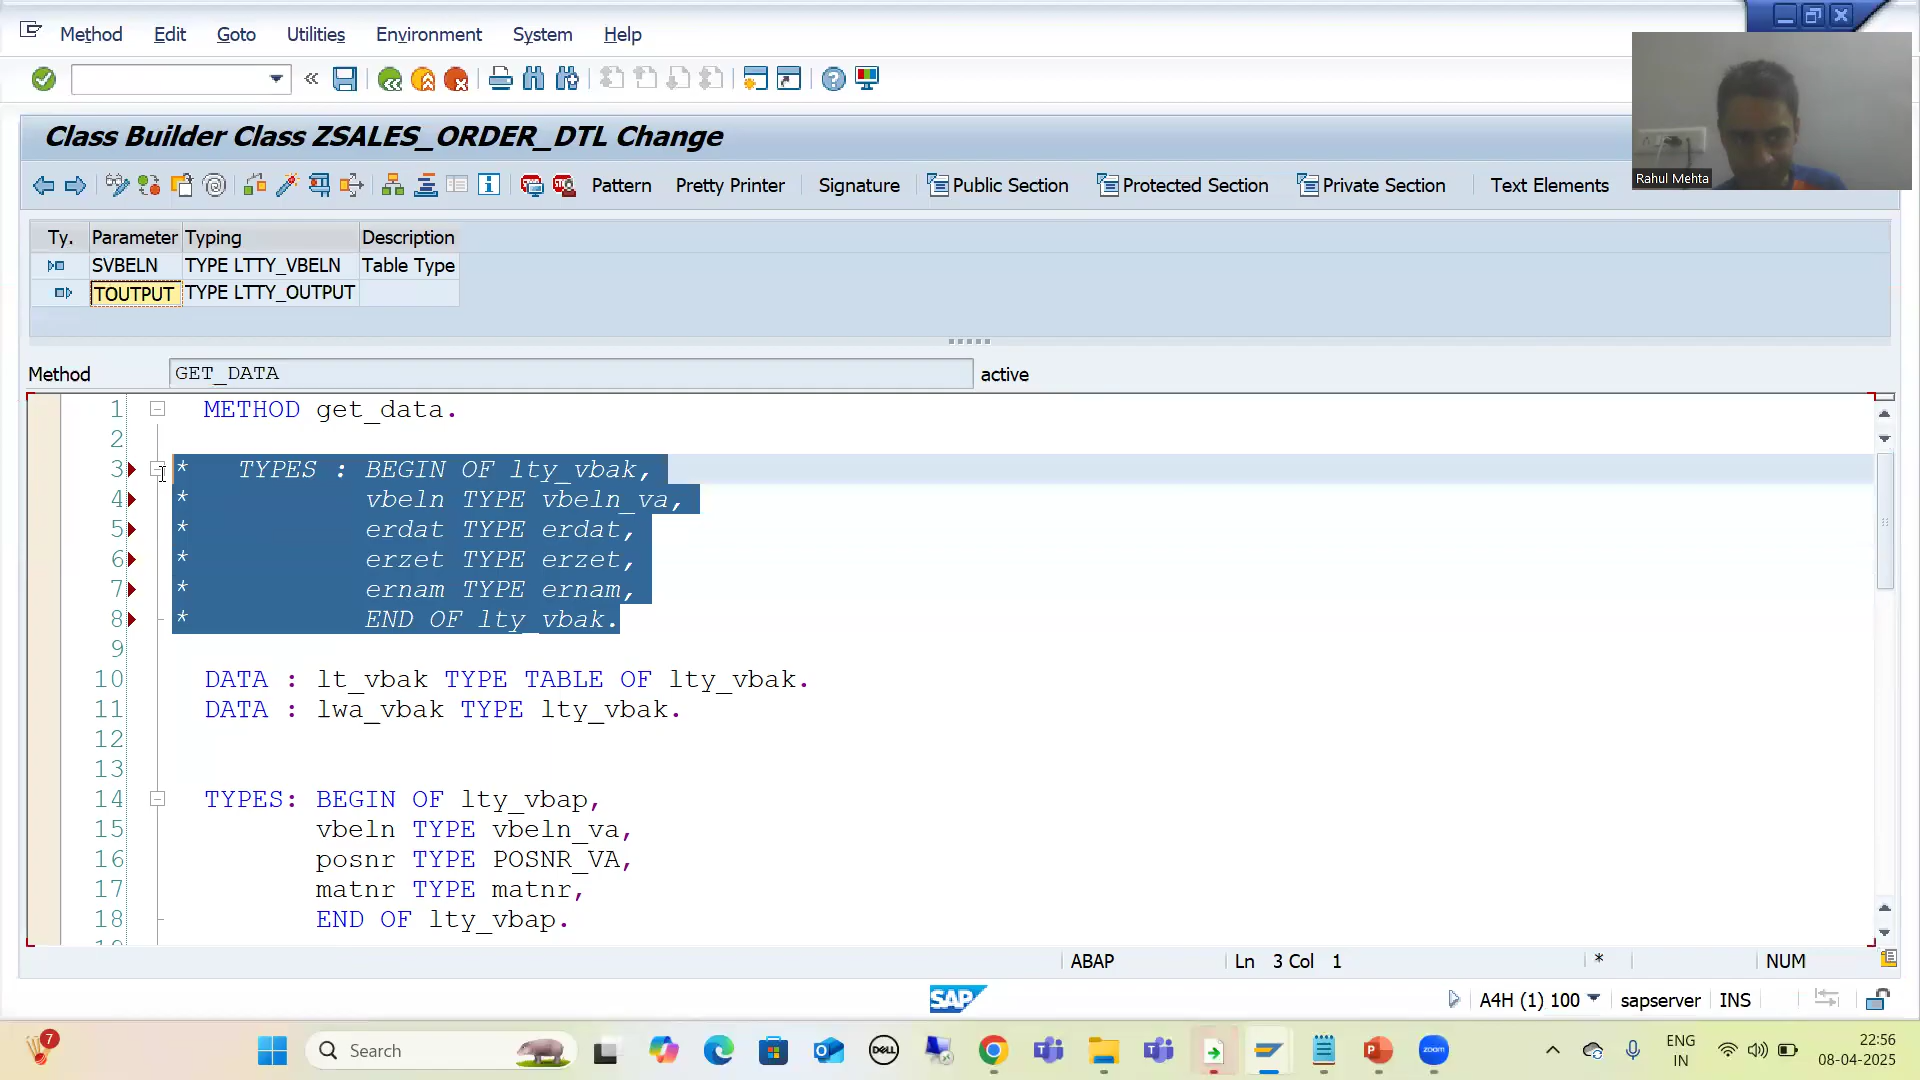 Method Edit Goto Utilities Environment System Help
Class Builder Class ZSALES_ORDER_DTL Change
Pattern Pretty Printer Signature Public Section Protected Section Private Section Text Elements
Rahul Mehta
Ty. Parameter Typing Description
SVBELN TYPE LTTY_VBELN Table Type
TOUTPUT TYPE LTTY_OUTPUT
Method GET_DATA active
1 METHOD get_data.
2
3 * TYPES : BEGIN OF lty_vbak,
4 * vbeln TYPE vbeln_va,
5 * erdat TYPE erdat,
6 * erzet TYPE erzet,
7 * ernam TYPE ernam,
8 * END OF lty_vbak.
9
10 DATA : lt_vbak TYPE TABLE OF lty_vbak.
11 DATA : lwa_vbak TYPE lty_vbak.
12
13
14 TYPES: BEGIN OF lty_vbap,
15 vbeln TYPE vbeln_va,
16 posnr TYPE POSNR_VA,
17 matnr TYPE matnr,
18 END OF lty_vbap.
ABAP Ln 3 Col 1 * NUM
SAP A4H (1) 100 sapserver INS
7 Search DELL zoom ENG IN 22:56 08-04-2025